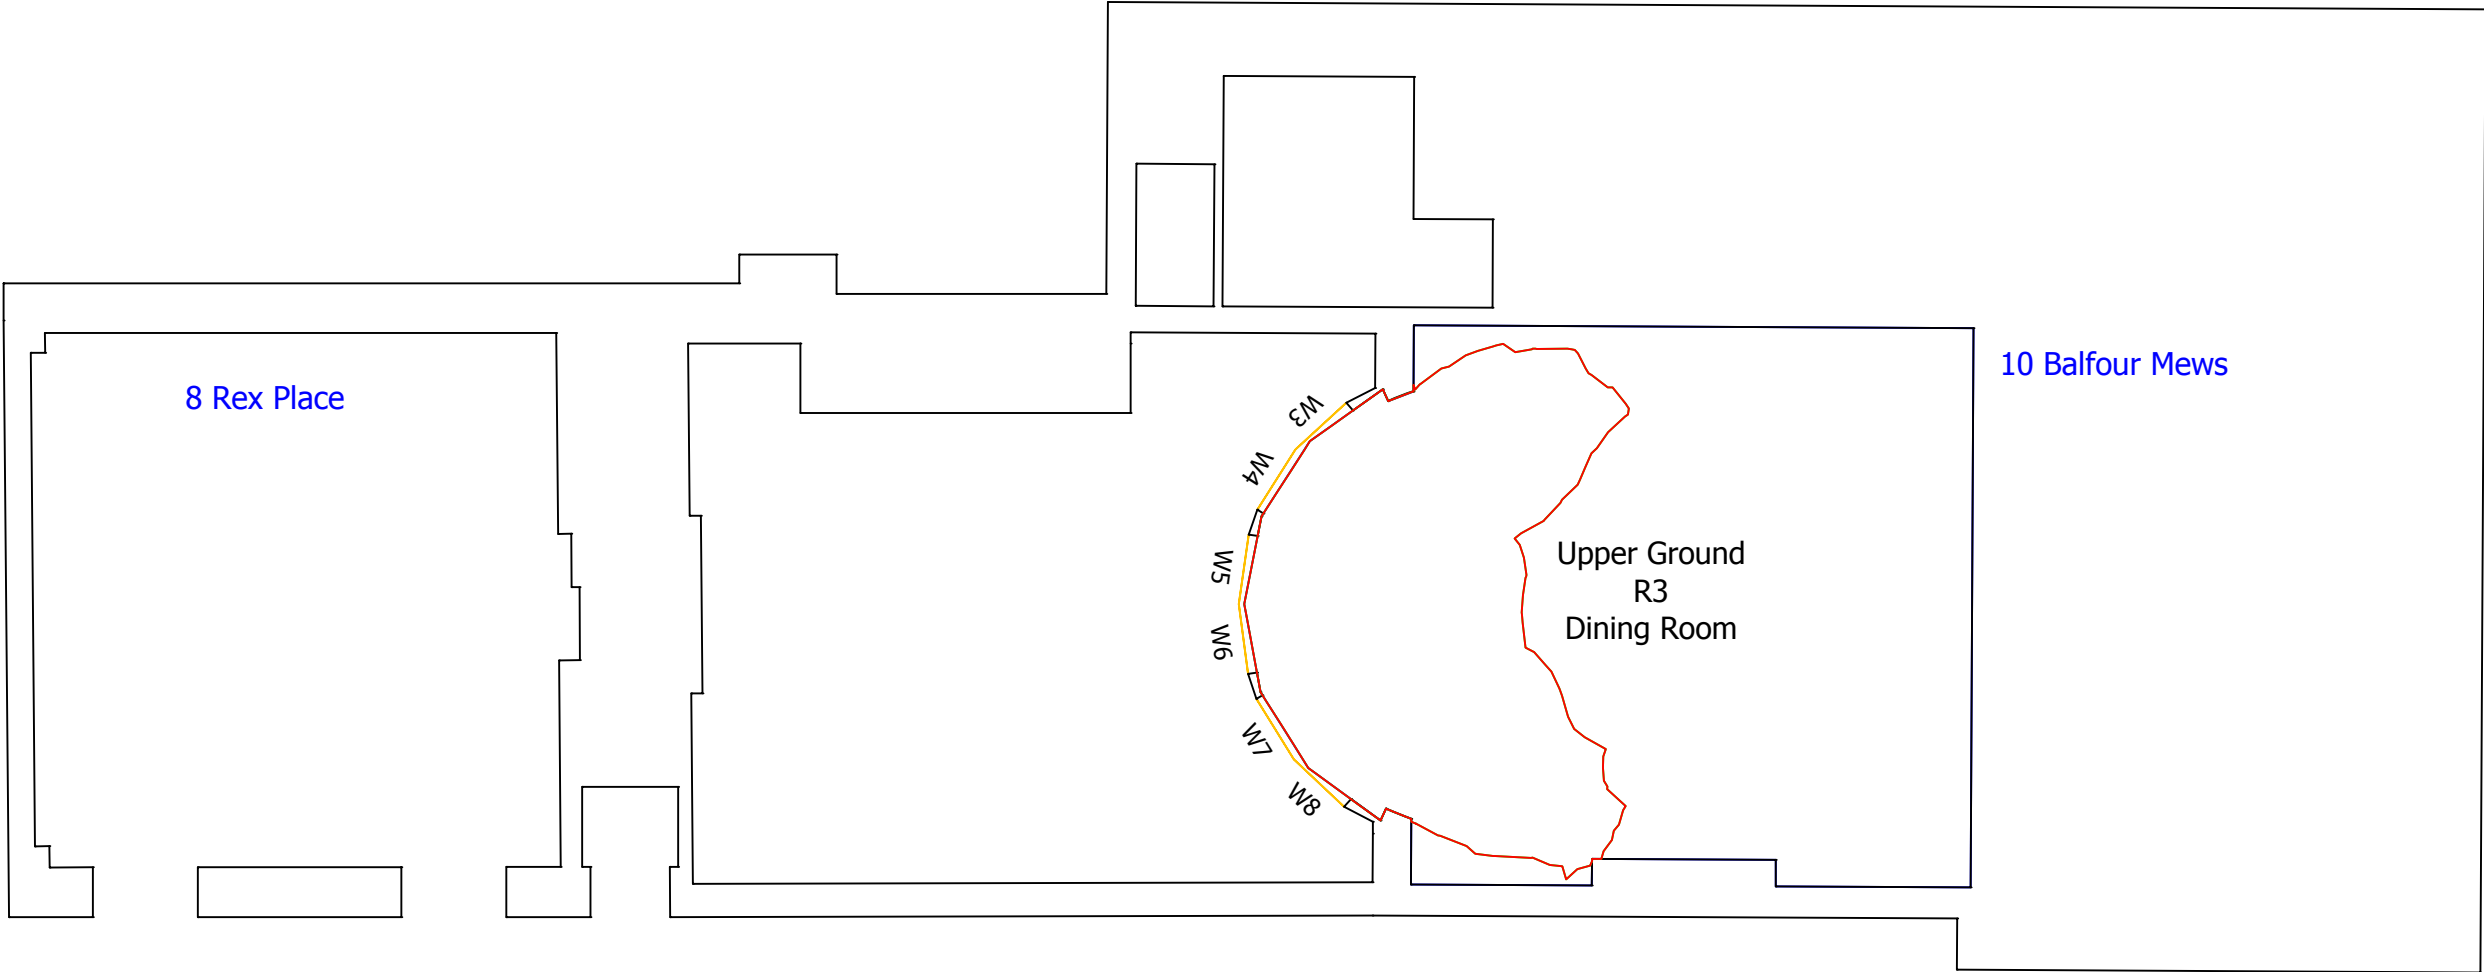 10 Balfour Mews
8 Rex Place
W3
W4
W5
W6
W7
W8
Upper Ground
R3
Dining Room